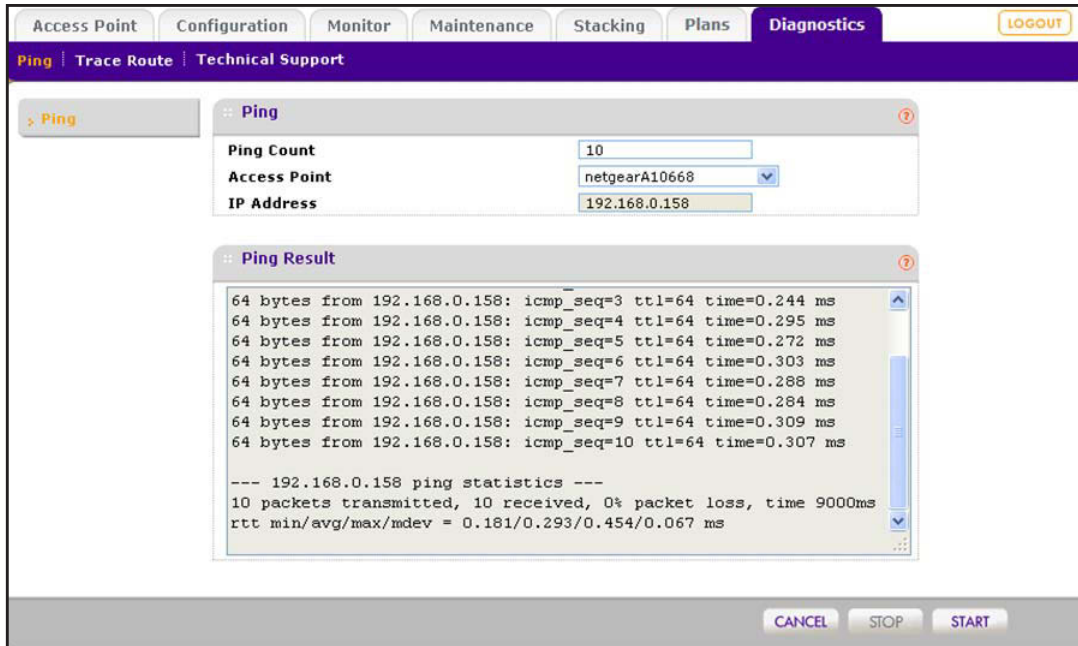 Access Point Configuration Monitor Maintenance Stacking Plans Diagnostics LOGOUT
Ping Trace Route Technical Support
Ping
Ping
Ping Count 10
Access Point netgearA10668
IP Address 192.168.0.158
Ping Result
64 bytes from 192.168.0.158: icmp_seq=3 ttl=64 time=0.244 ms
64 bytes from 192.168.0.158: icmp_seq=4 ttl=64 time=0.295 ms
64 bytes from 192.168.0.158: icmp_seq=5 ttl=64 time=0.272 ms
64 bytes from 192.168.0.158: icmp_seq=6 ttl=64 time=0.303 ms
64 bytes from 192.168.0.158: icmp_seq=7 ttl=64 time=0.288 ms
64 bytes from 192.168.0.158: icmp_seq=8 ttl=64 time=0.284 ms
64 bytes from 192.168.0.158: icmp_seq=9 ttl=64 time=0.309 ms
64 bytes from 192.168.0.158: icmp_seq=10 ttl=64 time=0.307 ms
--- 192.168.0.158 ping statistics ---
10 packets transmitted, 10 received, 0% packet loss, time 9000ms
rtt min/avg/max/mdev = 0.181/0.293/0.454/0.067 ms
CANCEL STOP START